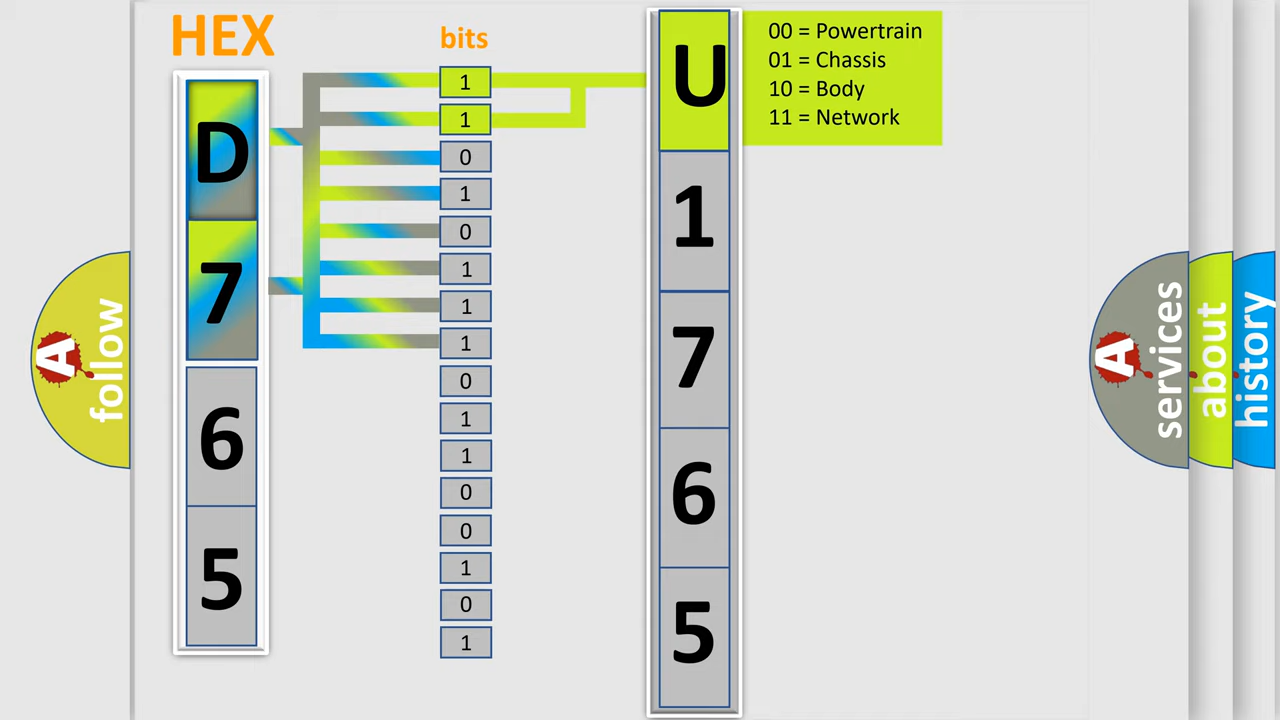 HEX
bits
D
7
6
5
1
1
0
1
0
1
1
1
0
1
1
0
0
1
0
1
U
1
7
6
5
00 = Powertrain
01 = Chassis
10 = Body
11 = Network
A
follow
A
services
about
history